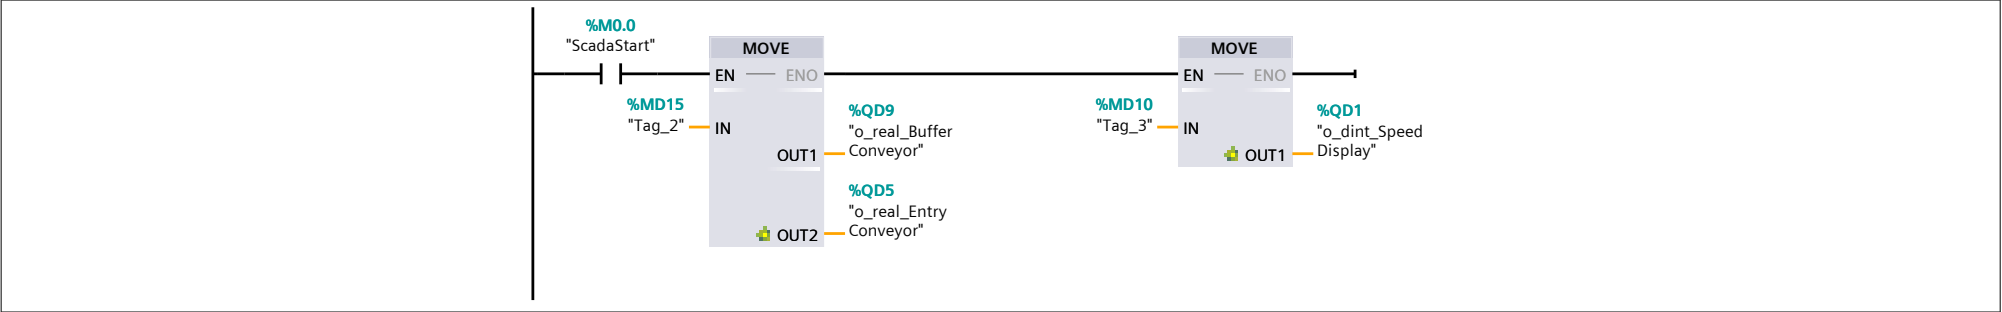 %M0.0
"ScadaStart"
MOVE
EN
ENO
%MD15
"Tag_2"
IN
%QD9
"o_real_Buffer
Conveyor"
OUT1
%QD5
"o_real_Entry
Conveyor"
OUT2
MOVE
EN
ENO
%MD10
"Tag_3"
IN
%QD1
"o_dint_Speed
Display"
OUT1